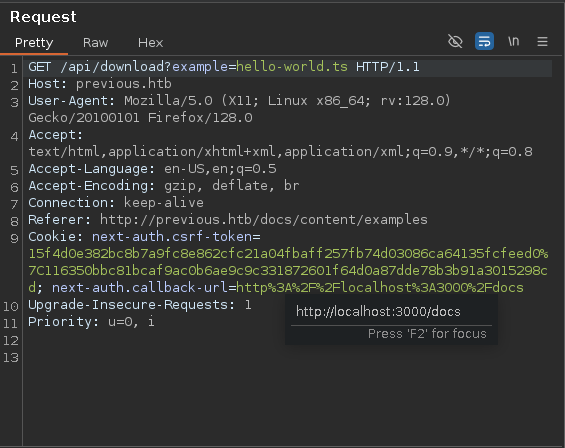 Request
Pretty Raw Hex \n
1 GET /api/download?example=hello-world.ts HTTP/1.1
2 Host: previous.htb
3 User-Agent: Mozilla/5.0 (X11; Linux x86_64; rv:128.0)
Gecko/20100101 Firefox/128.0
4 Accept:
text/html,application/xhtml+xml,application/xml;q=0.9,*/*;q=0.8
5 Accept-Language: en-US,en;q=0.5
6 Accept-Encoding: gzip, deflate, br
7 Connection: keep-alive
8 Referer: http://previous.htb/docs/content/examples
9 Cookie: next-auth.csrf-token=
15f4d0e382bc8b7a9fc8e862cfc21a04fbaff257fb74d03086ca64135fcfeed0%
7C116350bbc81bcaf9ac0b6ae9c9c331872601f64d0a87dde78b3b91a3015298c
d; next-auth.callback-url=http%3A%2F%2Flocalhost%3A3000%2Fdocs
10 Upgrade-Insecure-Requests: 1
http://localhost:3000/docs
11 Priority: u=0, i
Press 'F2' for focus
12
13